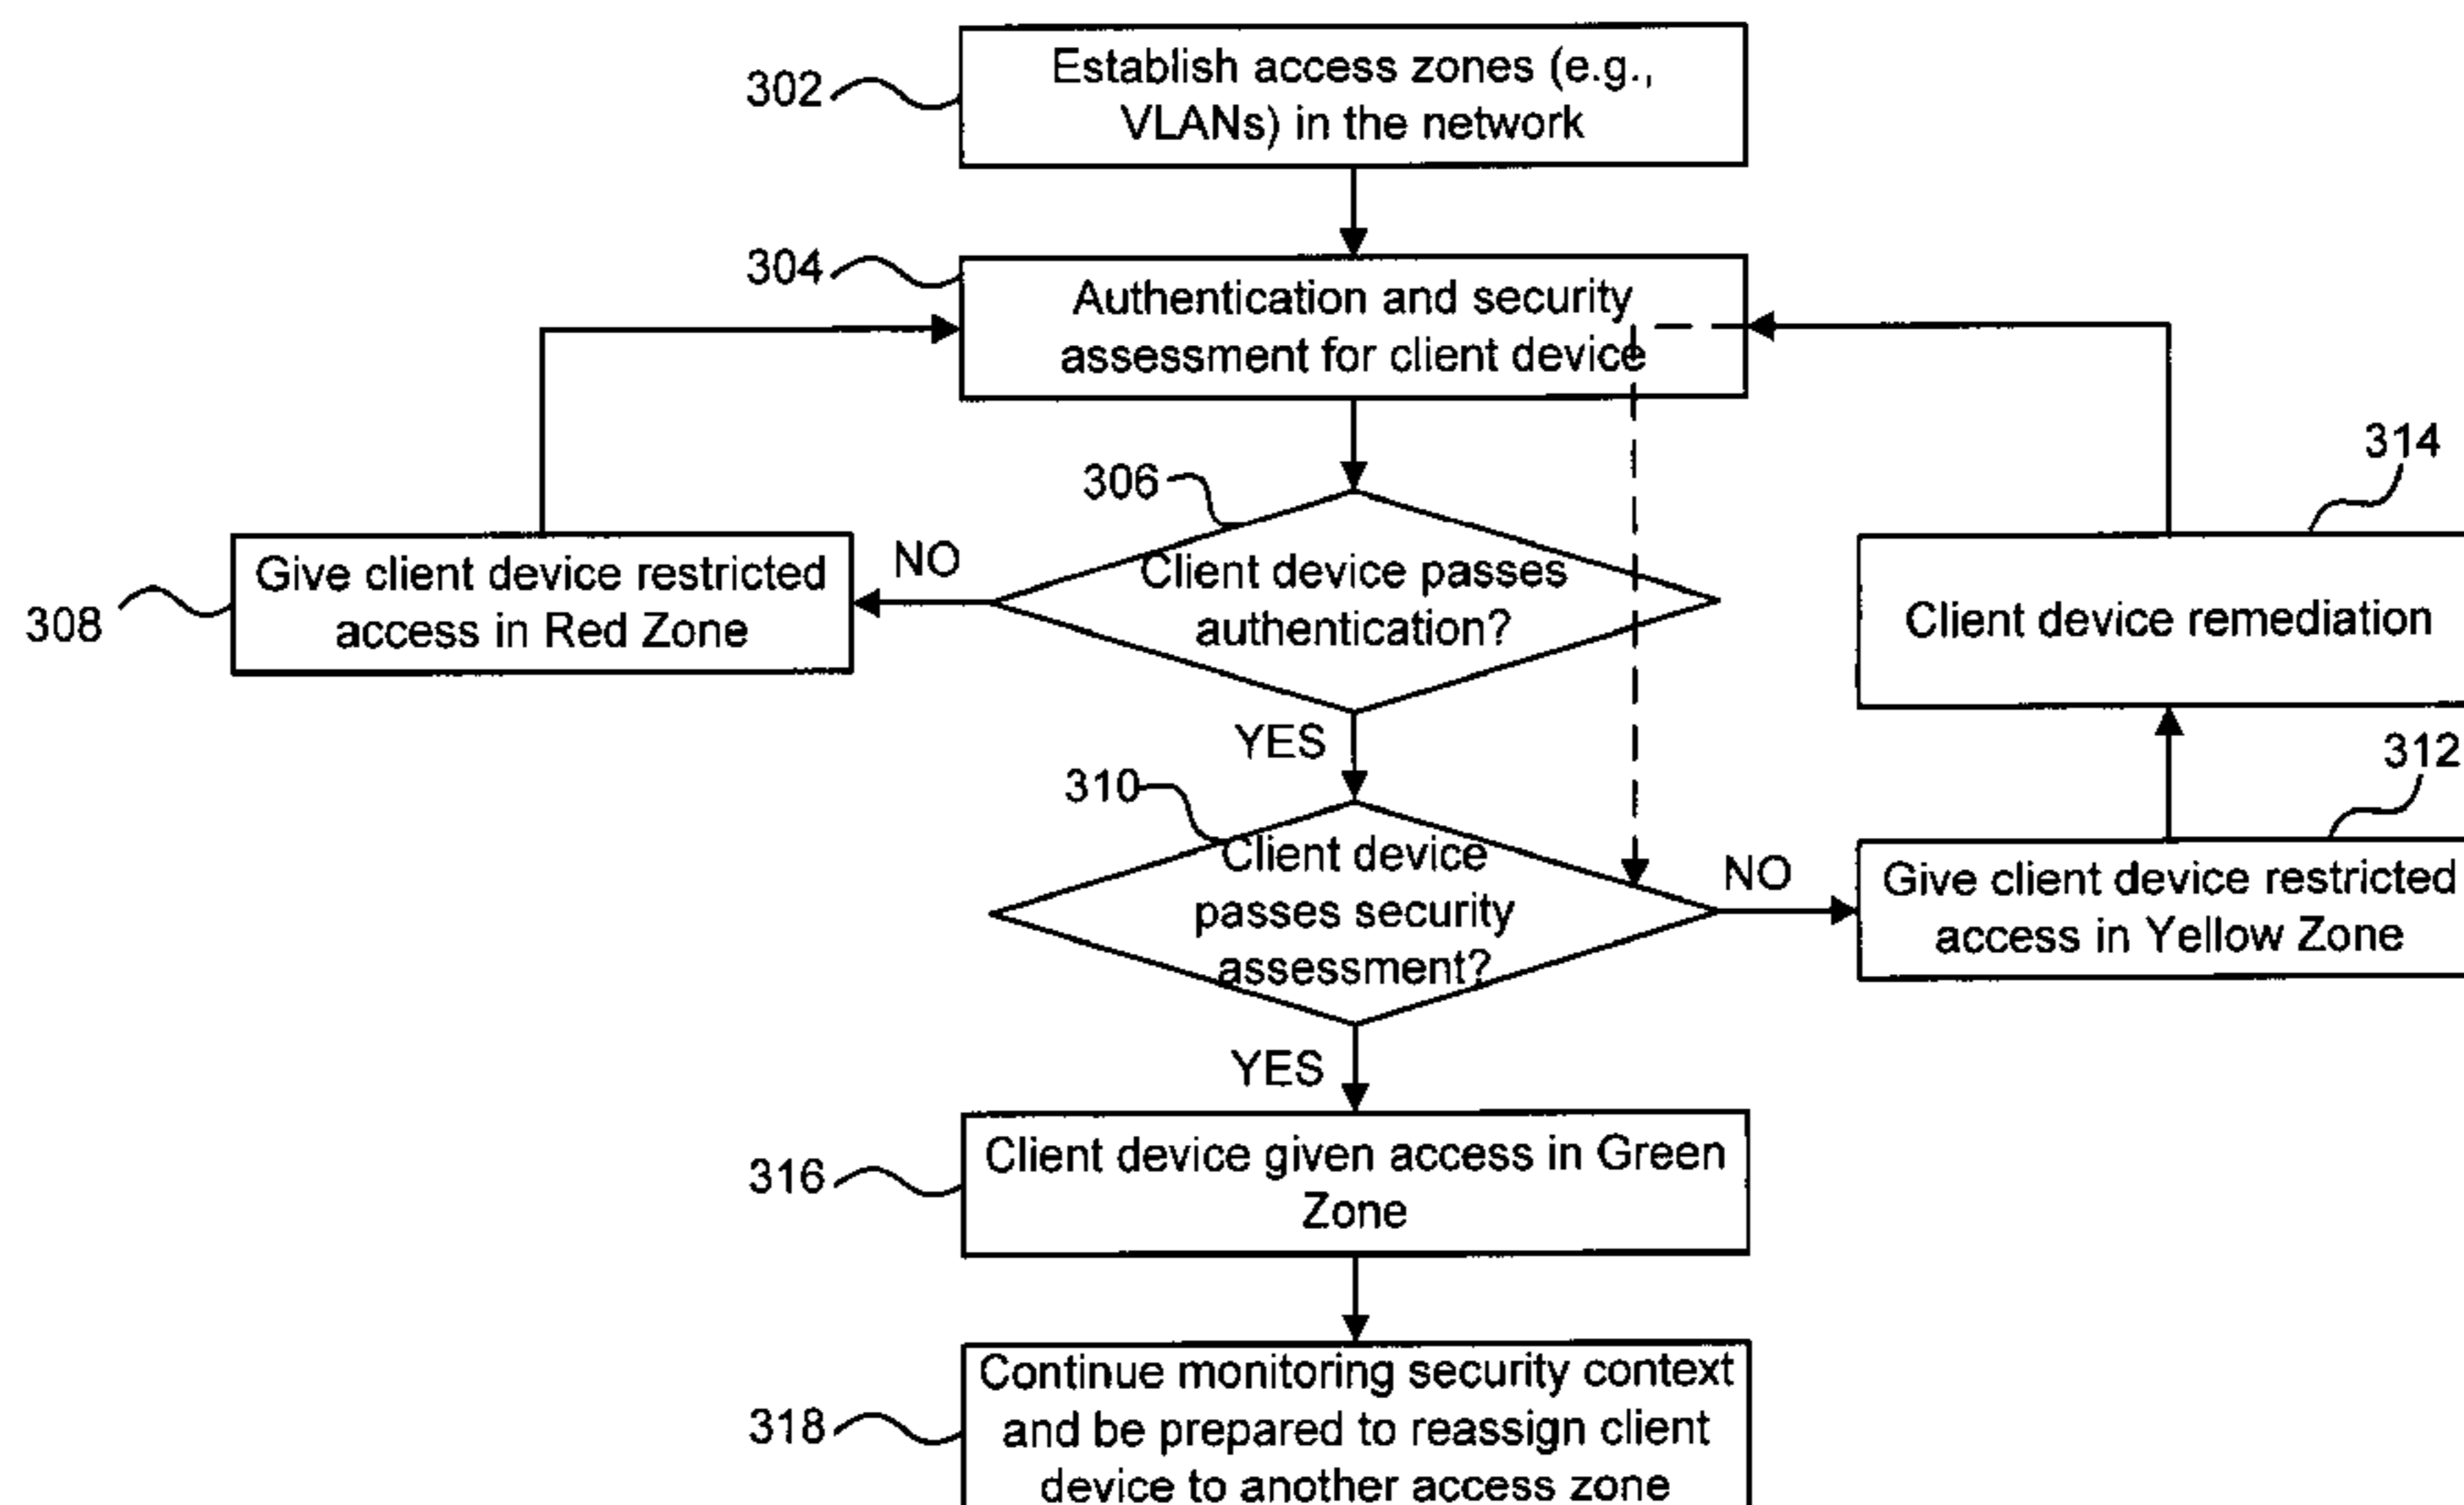 302
Establish access zones (e.g.,
VLANs) in the network
304
Authentication and security
assessment for client device
306
Client device passes
authentication?
NO
308
Give client device restricted
access in Red Zone
314
Client device remediation
YES
310
Client device
passes security
assessment?
NO
312
Give client device restricted
access in Yellow Zone
YES
316
Client device given access in Green
Zone
318
Continue monitoring security context
and be prepared to reassign client
device to another access zone